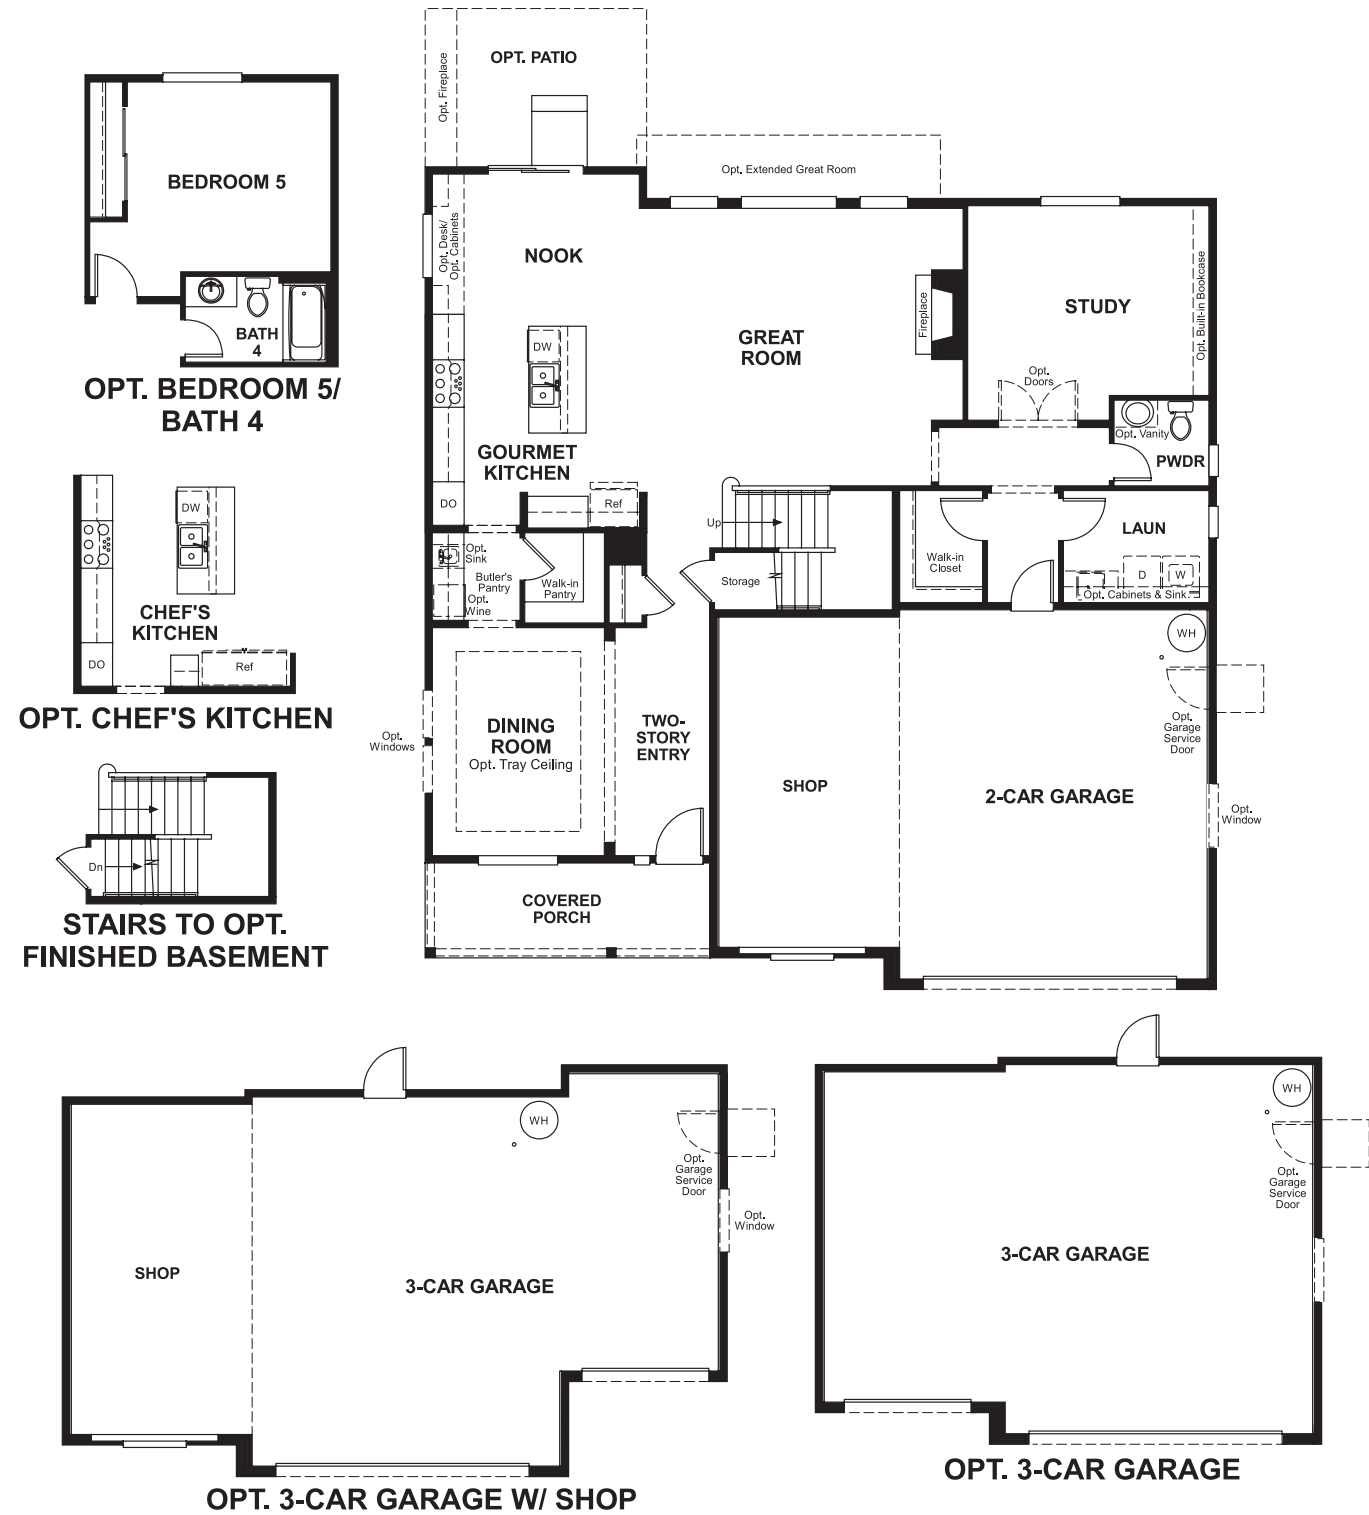 OPT. PATIO
Opt. Fireplace
Opt. Extended Great Room
BEDROOM 5
BATH
4
OPT. BEDROOM 5/
BATH 4
NOOK
Opt. Desk/
Opt. Cabinets
DW
GREAT
ROOM
Fireplace
STUDY
Opt. Built-in Bookcase
Opt.
Doors
Opt. Vanity
PWDR
GOURMET
KITCHEN
DO
Ref
Up
Storage
Walk-in
Closet
LAUN
D
W
Opt. Cabinets & Sink
Opt.
Sink
Butler's
Pantry
Opt.
Wine
Walk-in
Pantry
DW
CHEF'S
KITCHEN
DO
Ref
OPT. CHEF'S KITCHEN
WH
Opt.
Garage
Service
Door
Opt.
Windows
DINING
ROOM
Opt. Tray Ceiling
TWO-
STORY
ENTRY
SHOP
2-CAR GARAGE
Opt.
Window
Dn
STAIRS TO OPT.
FINISHED BASEMENT
COVERED
PORCH
WH
Opt.
Garage
Service
Door
Opt.
Window
SHOP
3-CAR GARAGE
OPT. 3-CAR GARAGE W/ SHOP
WH
Opt.
Garage
Service
Door
3-CAR GARAGE
OPT. 3-CAR GARAGE